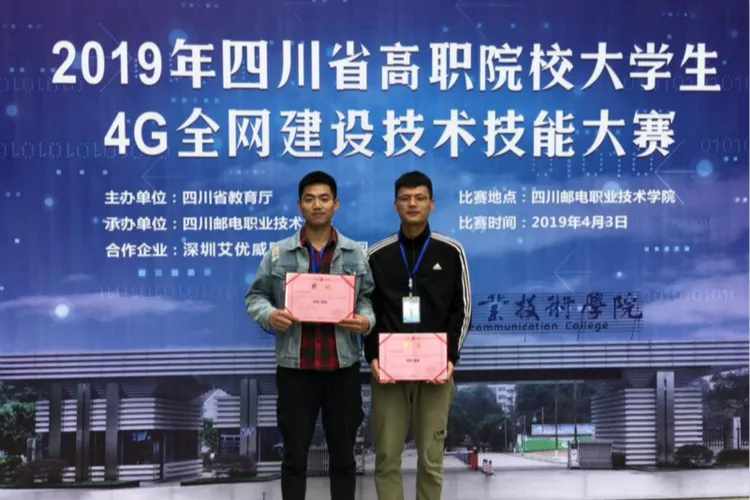 2019年四川省高职院校大学生
4G全网建设技术技能大赛
主办单位：四川省教育厅
比赛地点：四川邮电职业技术学院
承办单位：四川邮电职业技术
比赛时间：2019年4月3日
合作企业：深圳艾优威
業技術學院
communication College